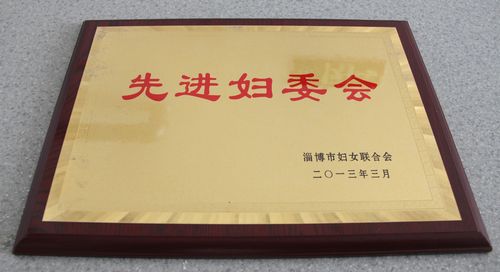 先进妇委会
淄博市妇女联合会
二〇一三年三月